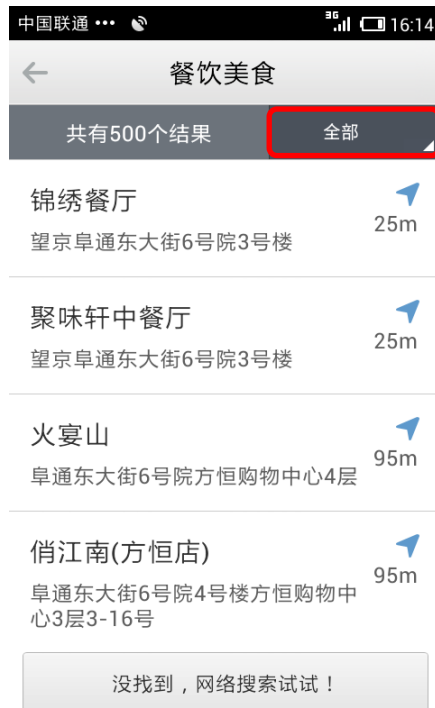 中国联通 ••• 3G 16:14
餐饮美食
共有500个结果 全部
锦绣餐厅
25m
望京阜通东大街6号院3号楼
聚味轩中餐厅
25m
望京阜通东大街6号院3号楼
火宴山
95m
阜通东大街6号院方恒购物中心4层
俏江南(方恒店)
95m
阜通东大街6号院4号楼方恒购物中
心3层3-16号
没找到，网络搜索试试！